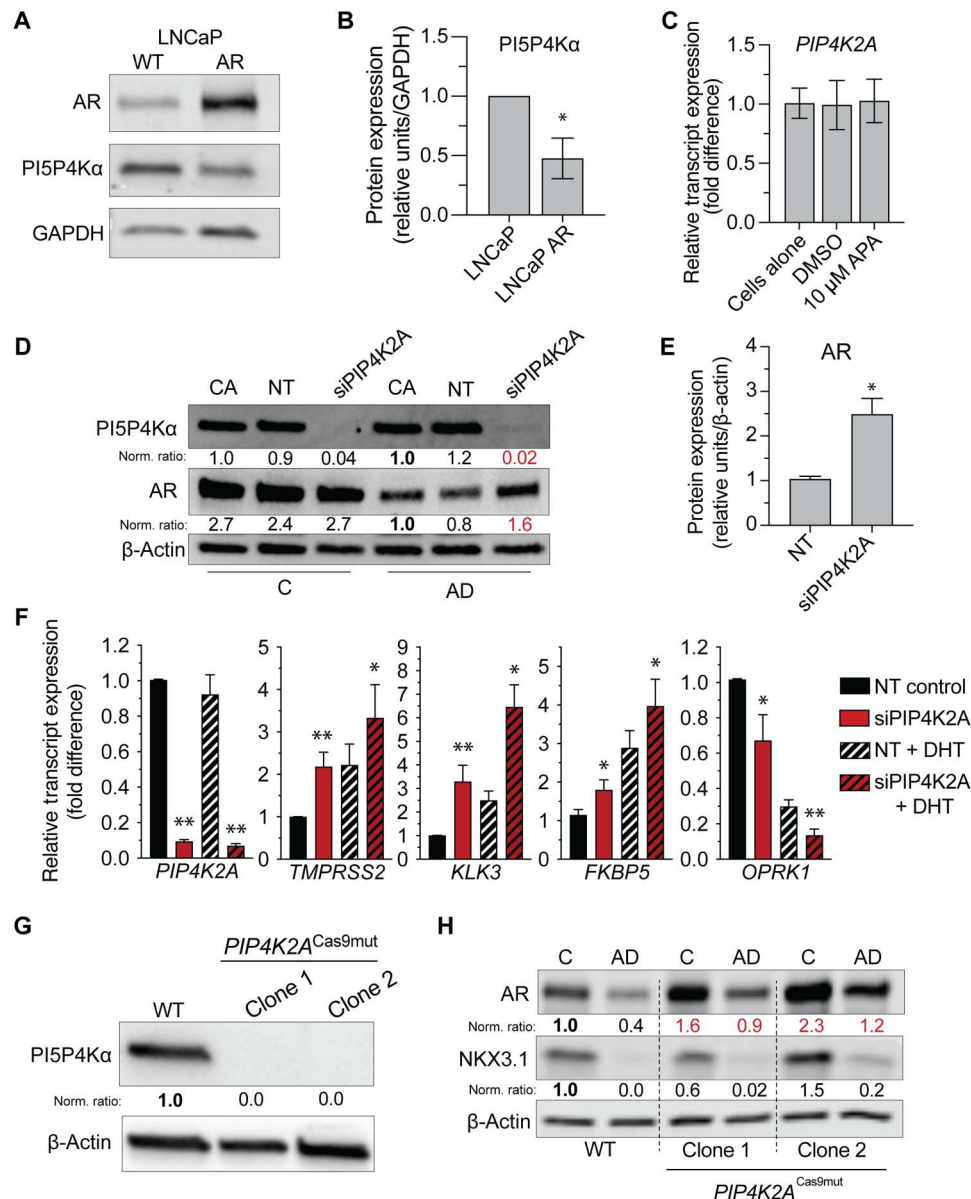 A
LNCaP
WT AR
AR
PI5P4Kα
GAPDH
B
PI5P4Kα
Protein expression
(relative units/GAPDH)
1.5
1.0
0.5
0.0
*
LNCaP
LNCaP AR
C
PIP4K2A
Relative transcript expression
(fold difference)
1.5
1.0
0.5
0.0
Cells alone
DMSO
10 μM APA
D
CA NT siPIP4K2A CA NT siPIP4K2A
PI5P4Kα
Norm. ratio: 1.0 0.9 0.04 1.0 1.2 0.02
AR
Norm. ratio: 2.7 2.4 2.7 1.0 0.8 1.6
β-Actin
C AD
E
AR
Protein expression
(relative units/β-actin)
4
3
2
1
0
*
NT
siPIP4K2A
F
Relative transcript expression
(fold difference)
1.2
1.0
0.8
0.6
0.4
0.2
0.0
** **
PIP4K2A
5
4
3
2
1
0
** *
TMPRSS2
9
8
7
6
5
4
3
2
1
0
** *
KLK3
5
4
3
2
1
0
* *
FKBP5
1.2
1.0
0.8
0.6
0.4
0.2
0.0
* **
OPRK1
NT control
siPIP4K2A
NT + DHT
siPIP4K2A
+ DHT
G
PIP4K2A Cas9mut
WT Clone 1 Clone 2
PI5P4Kα
Norm. ratio: 1.0 0.0 0.0
β-Actin
H
C AD C AD C AD
AR
Norm. ratio: 1.0 0.4 1.6 0.9 2.3 1.2
NKX3.1
Norm. ratio: 1.0 0.0 0.6 0.02 1.5 0.2
β-Actin
WT Clone 1 Clone 2
PIP4K2A Cas9mut